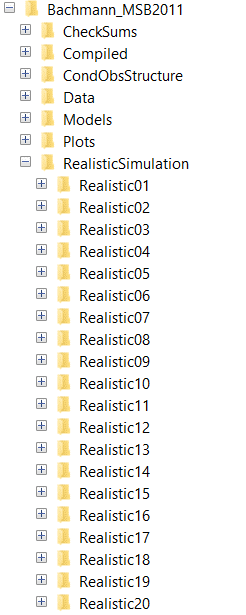 Bachmann_MSB2011
CheckSums
Compiled
CondObsStructure
Data
Models
Plots
RealisticSimulation
Realistic01
Realistic02
Realistic03
Realistic04
Realistic05
Realistic06
Realistic07
Realistic08
Realistic09
Realistic10
Realistic11
Realistic12
Realistic13
Realistic14
Realistic15
Realistic16
Realistic17
Realistic18
Realistic19
Realistic20